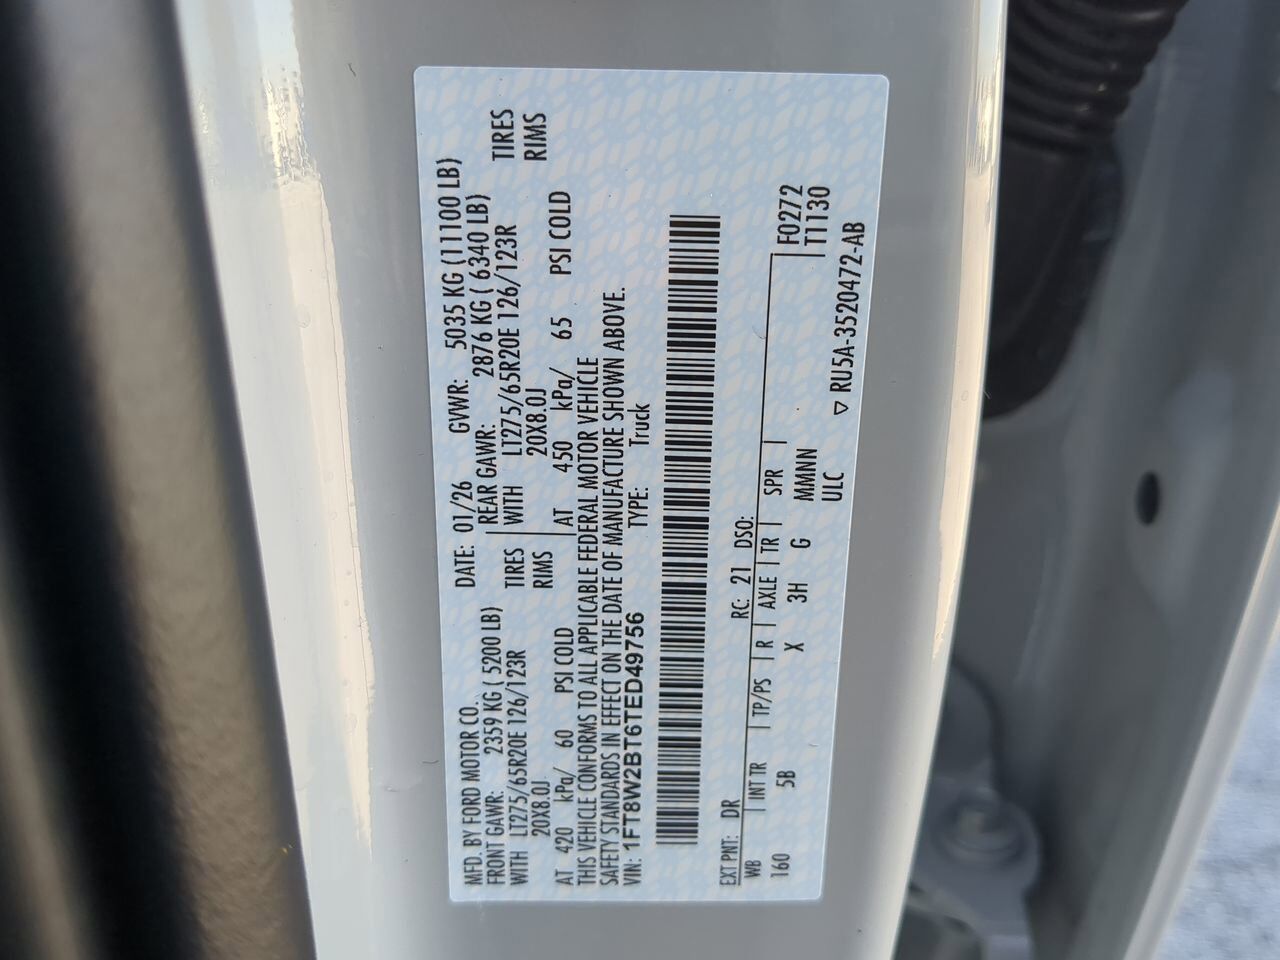 MFD. BY FORD MOTOR CO. DATE: 01/26 GVWR: 5035 KG (11100 LB)
FRONT GAWR: 2359 KG ( 5200 LB) REAR GAWR: 2876 KG ( 6340 LB)
WITH LT275/65R20E 126/123R TIRES WITH LT275/65R20E 126/123R TIRES
20X8.0J RIMS 20X8.0J RIMS
AT 420 kPa/ 60 PSI COLD AT 450 kPa/ 65 PSI COLD
THIS VEHICLE CONFORMS TO ALL APPLICABLE FEDERAL MOTOR VEHICLE
SAFETY STANDARDS IN EFFECT ON THE DATE OF MANUFACTURE SHOWN ABOVE.
VIN: 1FT8W2BT6TED49756 TYPE: Truck
EXT PNT: DR RC: 21 DSO:
WB INT TR TP/PS R AXLE TR SPR F0272
160 5B X 3H G MMNN T1130
ULC ▽ RU5A-3520472-AB